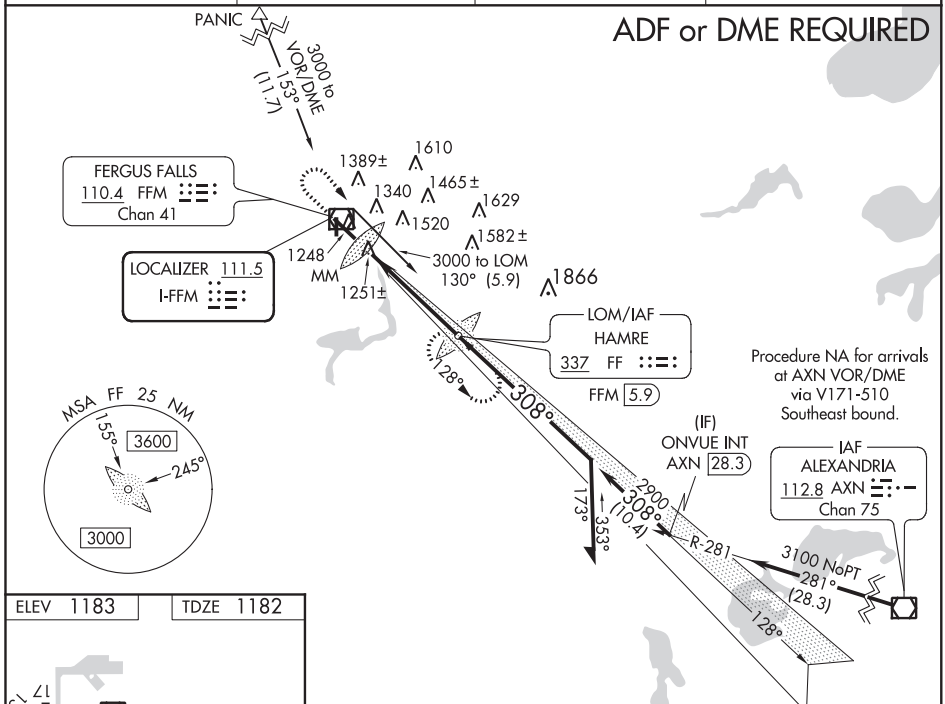 ADF or DME REQUIRED
PANIC
3000 to
VOR/DME
153°
(11.7)
FERGUS FALLS
110.4 FFM
Chan 41
1389±
1610
1340
1465±
1629
1520
1582±
1248
MM
1251±
3000 to LOM
130° (5.9)
1866
LOCALIZER 111.5
I-FFM
LOM/IAF
HAMRE
337 FF
FFM 5.9
128°
308°
Procedure NA for arrivals
at AXN VOR/DME
via V171-510
Southeast bound.
(IF)
ONVUE INT
AXN 28.3
IAF
ALEXANDRIA
112.8 AXN
Chan 75
MSA FF 25 NM
155°
3600
245°
3000
173°
353°
2900
308°
(10.4)
R-281
3100 NoPT
281°
(28.3)
128°
ELEV 1183
TDZE 1182
17